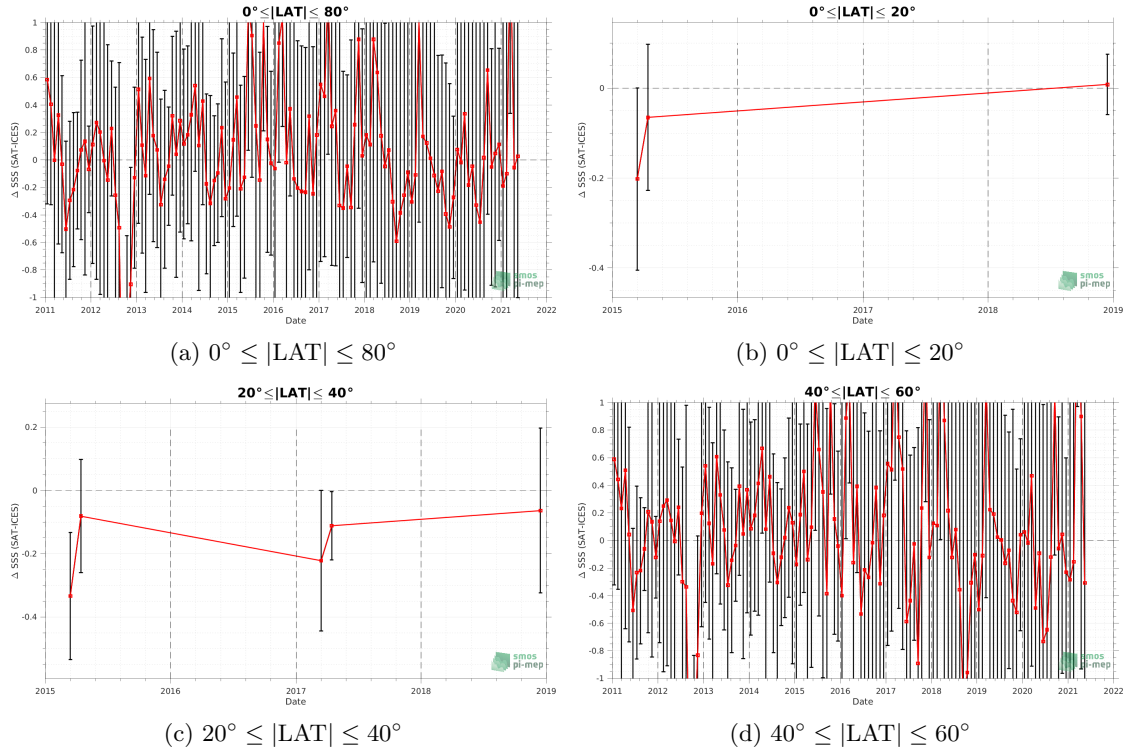 0°≤|LAT|≤ 80°
Δ SSS (SAT-ICES)
1
0.8
0.6
0.4
0.2
0
-0.2
-0.4
-0.6
-0.8
-1
2011 2012 2013 2014 2015 2016 2017 2018 2019 2020 2021 2022
Date
smos
pi-mep
(a) 0° ≤ |LAT| ≤ 80°
0°≤|LAT|≤ 20°
Δ SSS (SAT-ICES)
0
-0.2
-0.4
2015 2016 2017 2018 2019
Date
smos
pi-mep
(b) 0° ≤ |LAT| ≤ 20°
20°≤|LAT|≤ 40°
Δ SSS (SAT-ICES)
0.2
0
-0.2
-0.4
2015 2016 2017 2018 2019
Date
smos
pi-mep
(c) 20° ≤ |LAT| ≤ 40°
40°≤|LAT|≤ 60°
Δ SSS (SAT-ICES)
1
0.8
0.6
0.4
0.2
0
-0.2
-0.4
-0.6
-0.8
-1
2011 2012 2013 2014 2015 2016 2017 2018 2019 2020 2021 2022
Date
smos
pi-mep
(d) 40° ≤ |LAT| ≤ 60°